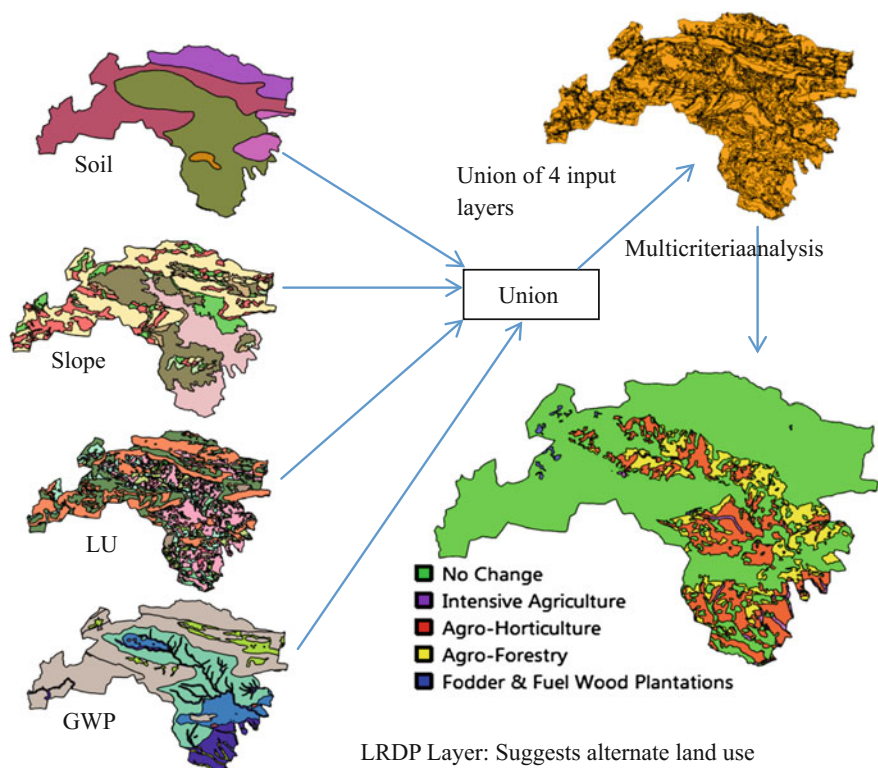 Soil
Slope
LU
GWP
Union of 4 input
layers
Union
Multicriteriaanalysis
No Change
Intensive Agriculture
Agro-Horticulture
Agro-Forestry
Fodder & Fuel Wood Plantations
LRDP Layer: Suggests alternate land use